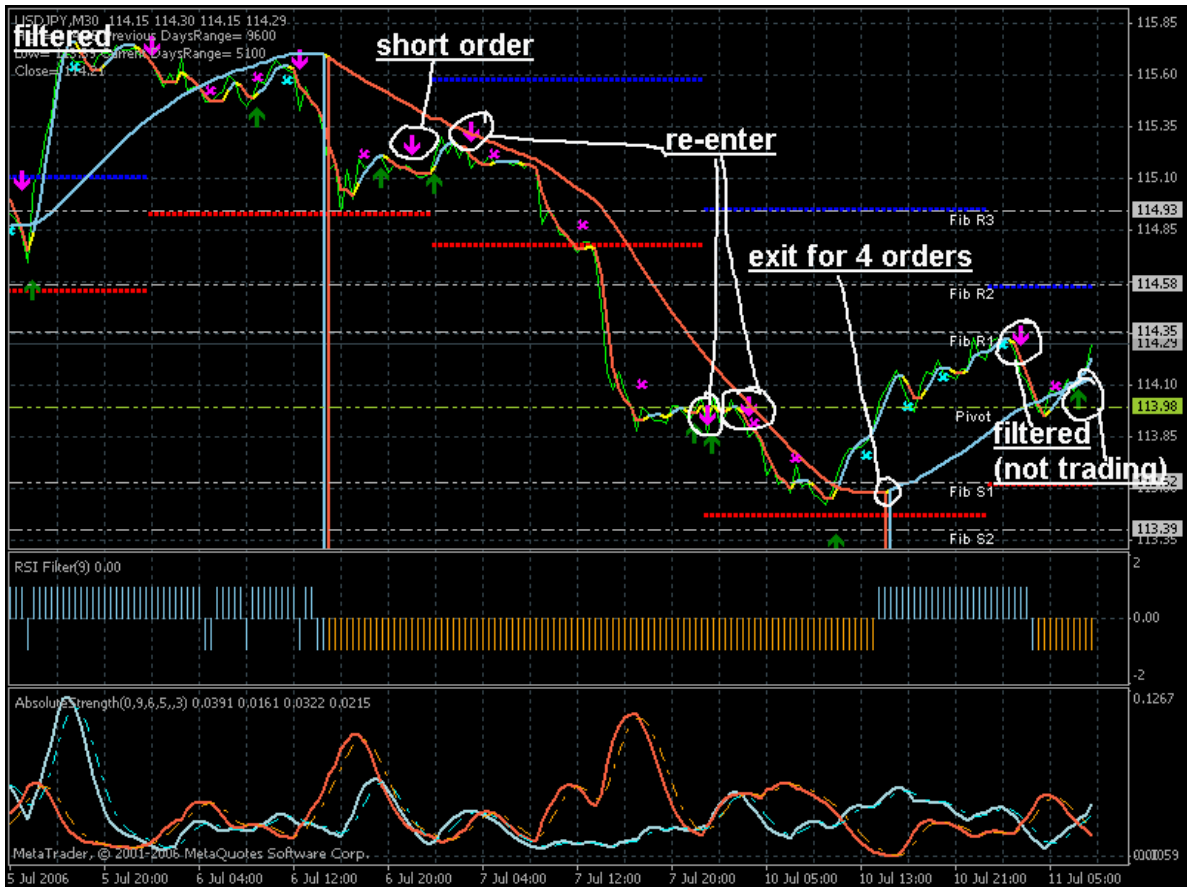 USDJPY,M30 114.15 114.30 114.15 114.29
filtered
Previous DaysRange= 9600
Low= Current DaysRange= 5100
Close= 114.29
short order
re-enter
exit for 4 orders
filtered
(not trading)
Fib R3
Fib R2
Fib R1
Pivot
Fib S1
Fib S2
115.85
115.60
115.35
115.10
114.93
114.85
114.58
114.35
114.29
114.10
113.98
113.85
113.39
113.35
RSI Filter(9) 0.00
2
0.00
-2
AbsoluteStrength(0,9,6,5,,3) 0,0391 0,0161 0,0322 0,0215
0.1267
MetaTrader, © 2001-2006 MetaQuotes Software Corp.
5 Jul 2006 5 Jul 20:00 6 Jul 04:00 6 Jul 12:00 6 Jul 20:00 7 Jul 04:00 7 Jul 12:00 7 Jul 20:00 10 Jul 05:00 10 Jul 13:00 10 Jul 21:00 11 Jul 05:00